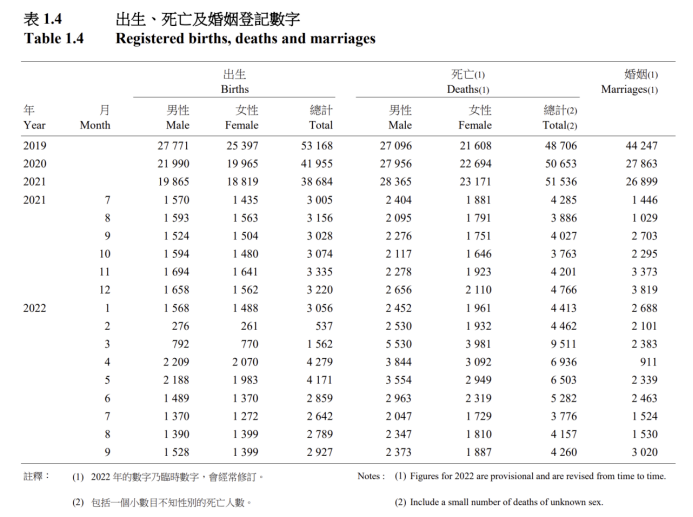 表 1.4 出生、死亡及婚姻登記數字
Table 1.4 Registered births, deaths and marriages
出生 死亡(1) 婚姻(1)
Births Deaths(1) Marriages(1)
年 月 男性 女性 總計 男性 女性 總計(2)
Year Month Male Female Total Male Female Total(2)
2019 27 771 25 397 53 168 27 096 21 608 48 706 44 247
2020 21 990 19 965 41 955 27 956 22 694 50 653 27 863
2021 19 865 18 819 38 684 28 365 23 171 51 536 26 899
2021 7 1 570 1 435 3 005 2 404 1 881 4 285 1 446
8 1 593 1 563 3 156 2 095 1 791 3 886 1 029
9 1 524 1 504 3 028 2 276 1 751 4 027 2 703
10 1 594 1 480 3 074 2 117 1 646 3 763 2 295
11 1 694 1 641 3 335 2 278 1 923 4 201 3 373
12 1 658 1 562 3 220 2 656 2 110 4 766 3 819
2022 1 1 568 1 488 3 056 2 452 1 961 4 413 2 688
2 276 261 537 2 530 1 932 4 462 2 101
3 792 770 1 562 5 530 3 981 9 511 2 383
4 2 209 2 070 4 279 3 844 3 092 6 936 911
5 2 188 1 983 4 171 3 554 2 949 6 503 2 339
6 1 489 1 370 2 859 2 963 2 319 5 282 2 463
7 1 370 1 272 2 642 2 047 1 729 3 776 1 524
8 1 390 1 399 2 789 2 347 1 810 4 157 1 530
9 1 528 1 399 2 927 2 373 1 887 4 260 3 020
註釋： (1) 2022 年的數字乃臨時數字，會經常修訂。 Notes : (1) Figures for 2022 are provisional and are revised from time to time.
(2) 包括一個小數目不知性別的死亡人數。 (2) Include a small number of deaths of unknown sex.